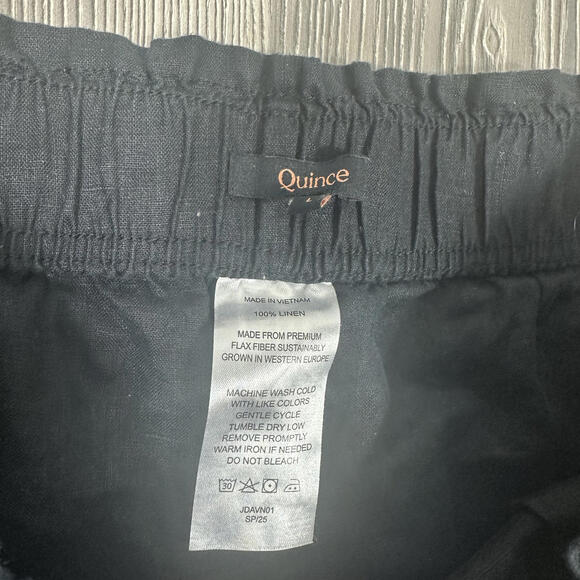 Quince
MADE IN VIETNAM
100% LINEN
MADE FROM PREMIUM
FLAX FIBER SUSTAINABLY
GROWN IN WESTERN EUROPE
MACHINE WASH COLD
WITH LIKE COLORS
GENTLE CYCLE
TUMBLE DRY LOW
REMOVE PROMPTLY
WARM IRON IF NEEDED
DO NOT BLEACH
30
JDAVN01
SP/25